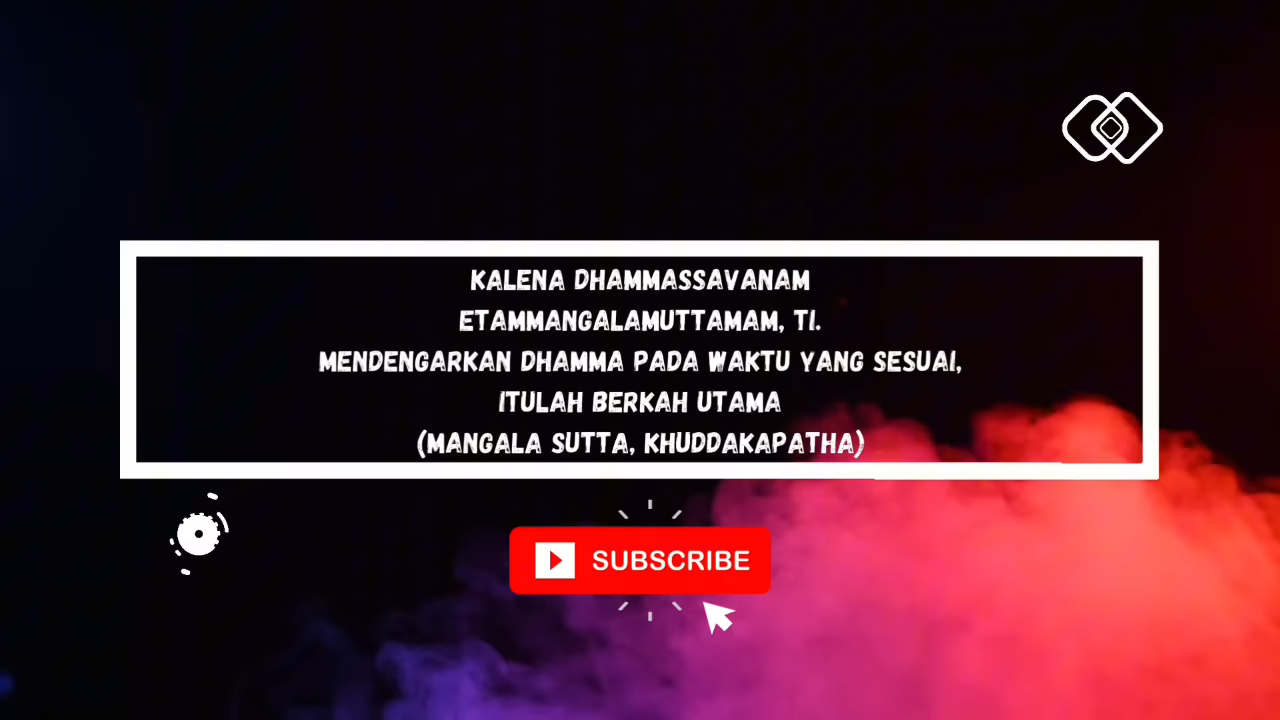 KALENA DHAMMASSAVANAM
ETAMMANGALAMUTTAMAM, TI.
MENDENGARKAN DHAMMA PADA WAKTU YANG SESUAI,
ITULAH BERKAH UTAMA
(MANGALA SUTTA, KHUDDAKAPATHA)
SUBSCRIBE